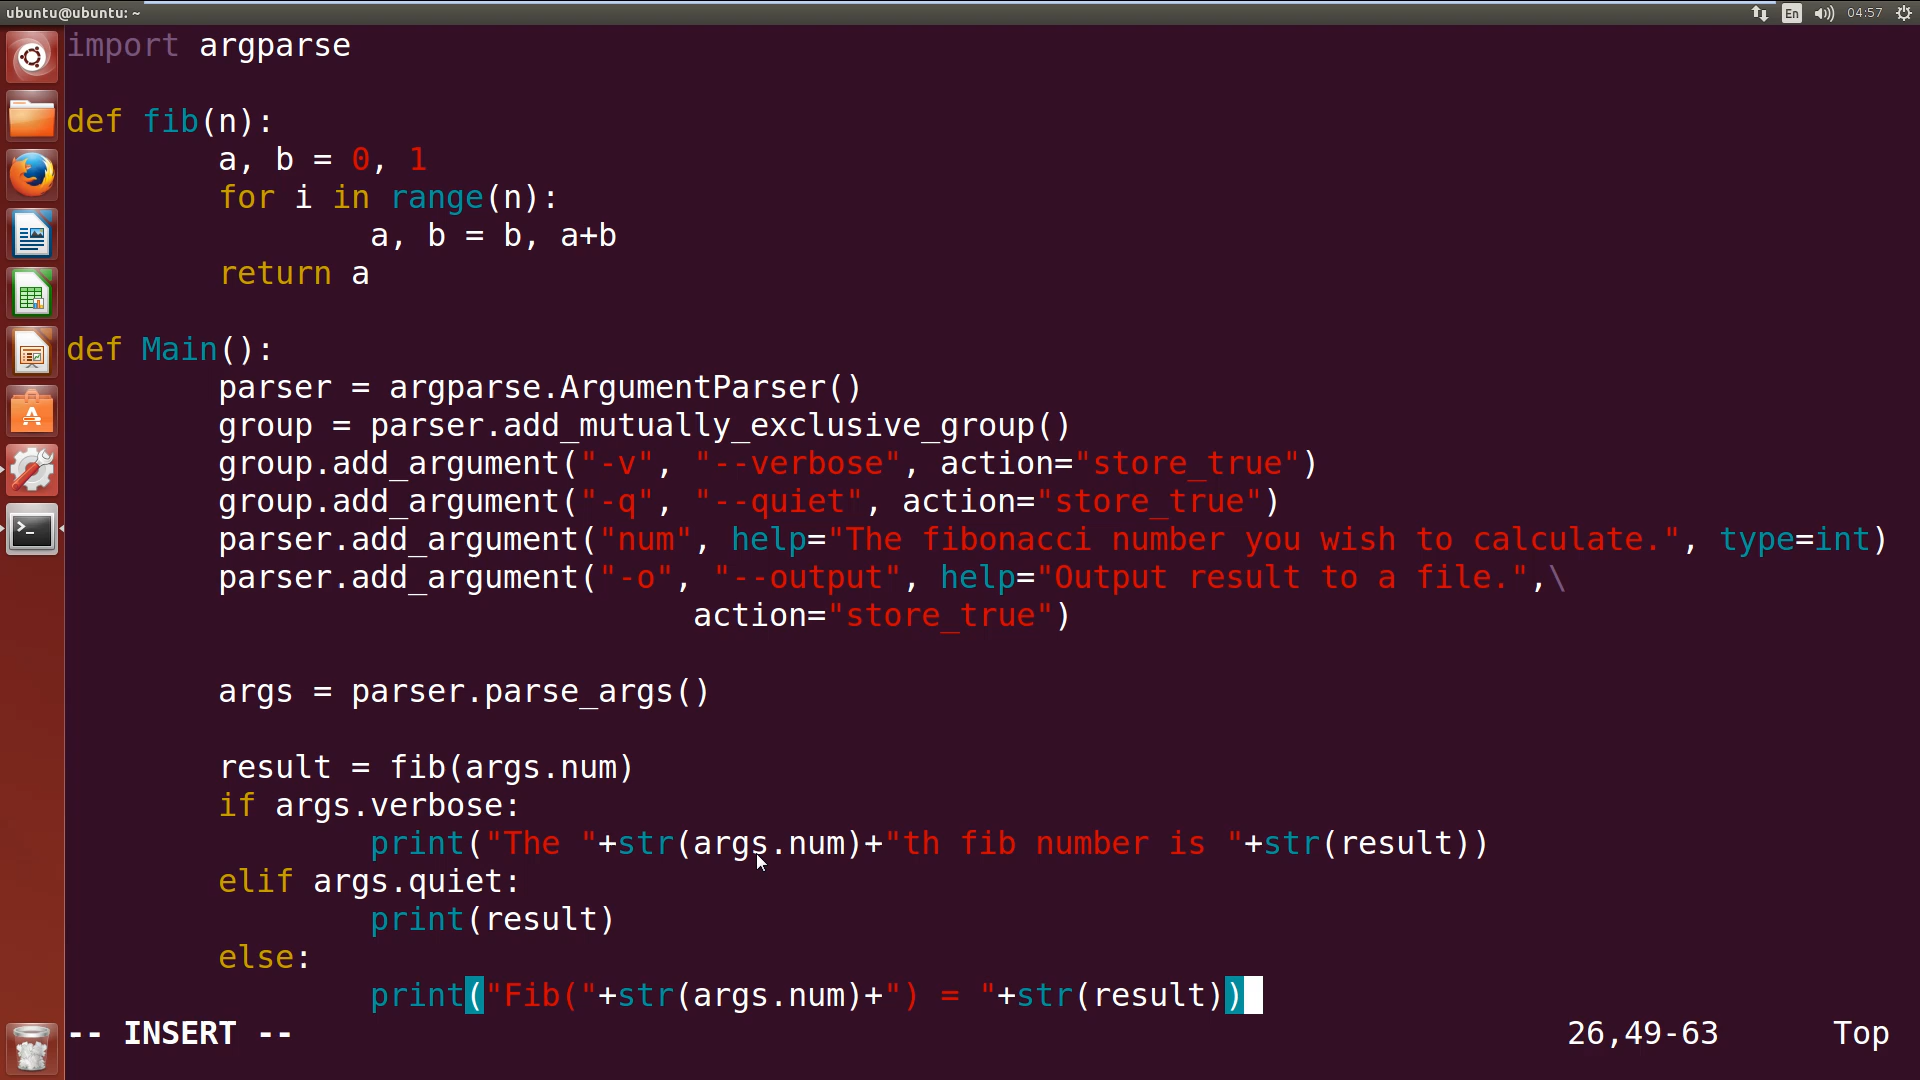 ubuntu@ubuntu: ~
En
04:57
import argparse

def fib(n):
        a, b = 0, 1
        for i in range(n):
                a, b = b, a+b
        return a

def Main():
        parser = argparse.ArgumentParser()
        group = parser.add_mutually_exclusive_group()
        group.add_argument("-v", "--verbose", action="store_true")
        group.add_argument("-q", "--quiet", action="store_true")
        parser.add_argument("num", help="The fibonacci number you wish to calculate.", type=int)
        parser.add_argument("-o", "--output", help="Output result to a file.",\
                                 action="store_true")

        args = parser.parse_args()

        result = fib(args.num)
        if args.verbose:
                print("The "+str(args.num)+"th fib number is "+str(result))
        elif args.quiet:
                print(result)
        else:
                print("Fib("+str(args.num)+") = "+str(result))
-- INSERT -- 26,49-63 Top